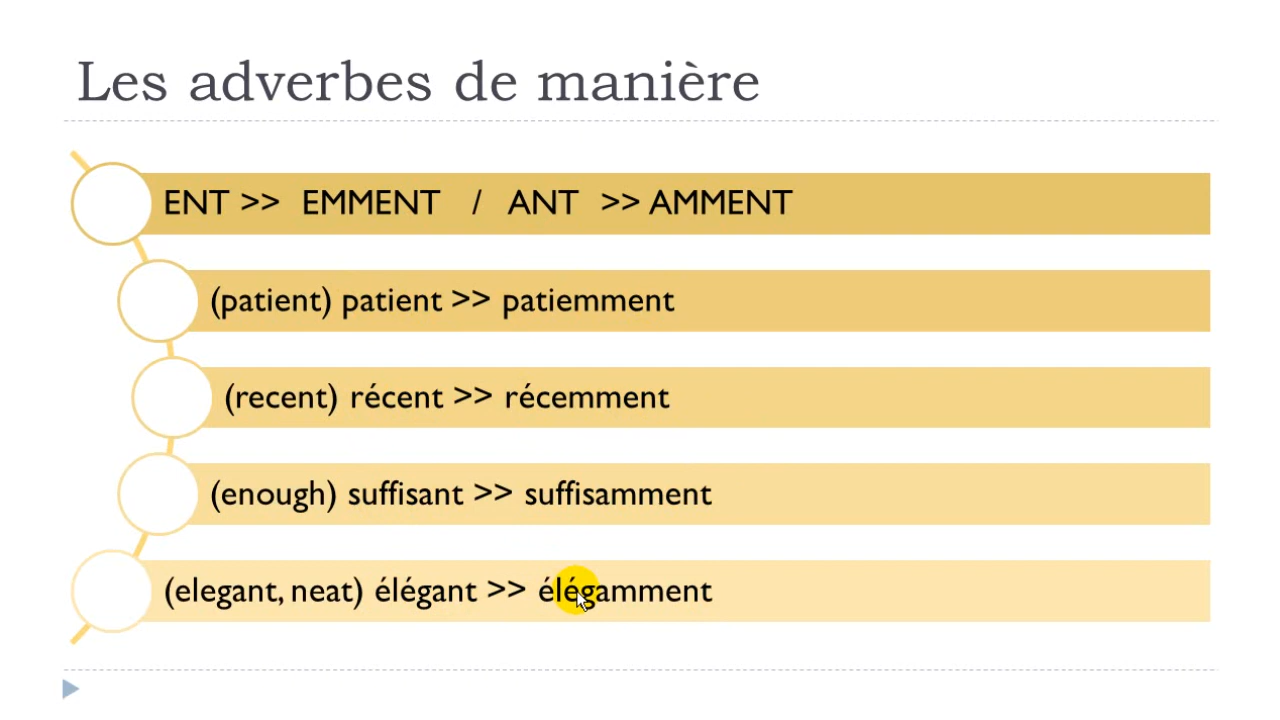 Les adverbes de manière
ENT >> EMMENT / ANT >> AMMENT
(patient) patient >> patiemment
(recent) récent >> récemment
(enough) suffisant >> suffisamment
(elegant, neat) élégant >> élégamment